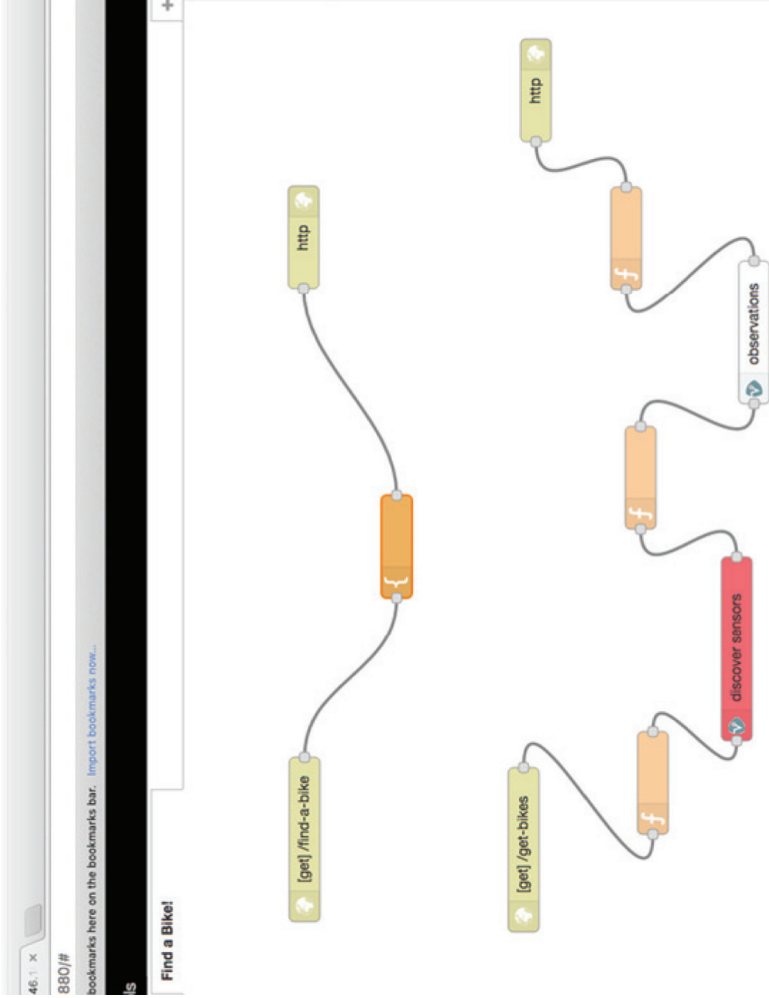 46.1 ×
880/#
bookmarks here on the bookmarks bar. Import bookmarks now...
ls
Find a Bike!
+
[get] /find-a-bike
{
http
[get] /get-bikes
f
discover sensors
f
observations
f
http